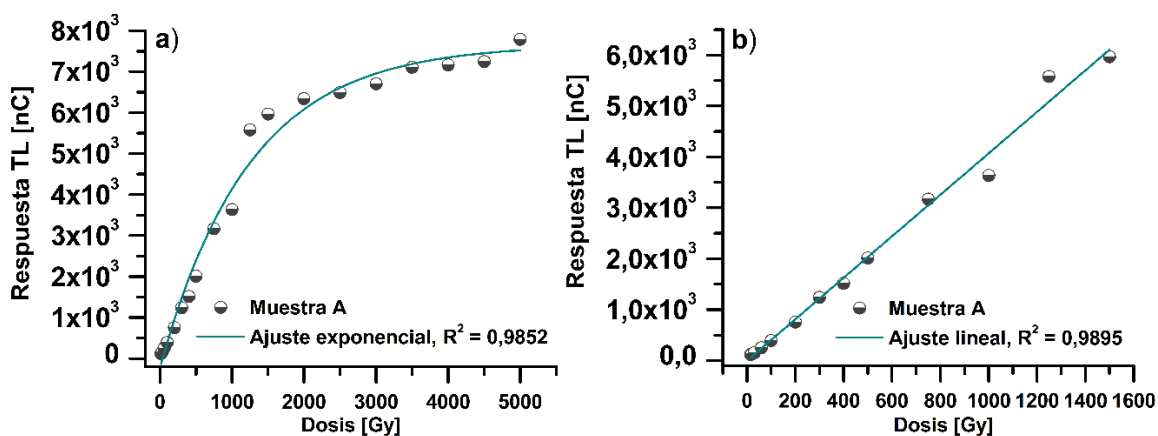 a)
Respuesta TL [nC]
8x10³
7x10³
6x10³
5x10³
4x10³
3x10³
2x10³
1x10³
0
Muestra A
Ajuste exponencial, R² = 0,9852
0 1000 2000 3000 4000 5000
Dosis [Gy]
b)
Respuesta TL [nC]
6,0x10³
5,0x10³
4,0x10³
3,0x10³
2,0x10³
1,0x10³
0,0
Muestra A
Ajuste lineal, R² = 0,9895
0 200 400 600 800 1000 1200 1400 1600
Dosis [Gy]